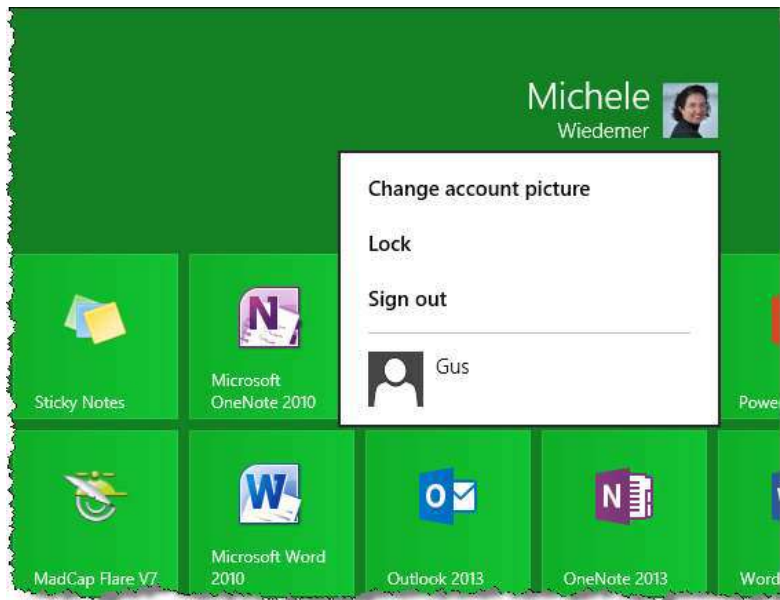 Michele
Wiedemer
Change account picture
Lock
Sign out
Gus
Sticky Notes
Microsoft
OneNote 2010
Power
MadCap Flare V7
Microsoft Word
2010
Outlook 2013
OneNote 2013
Word